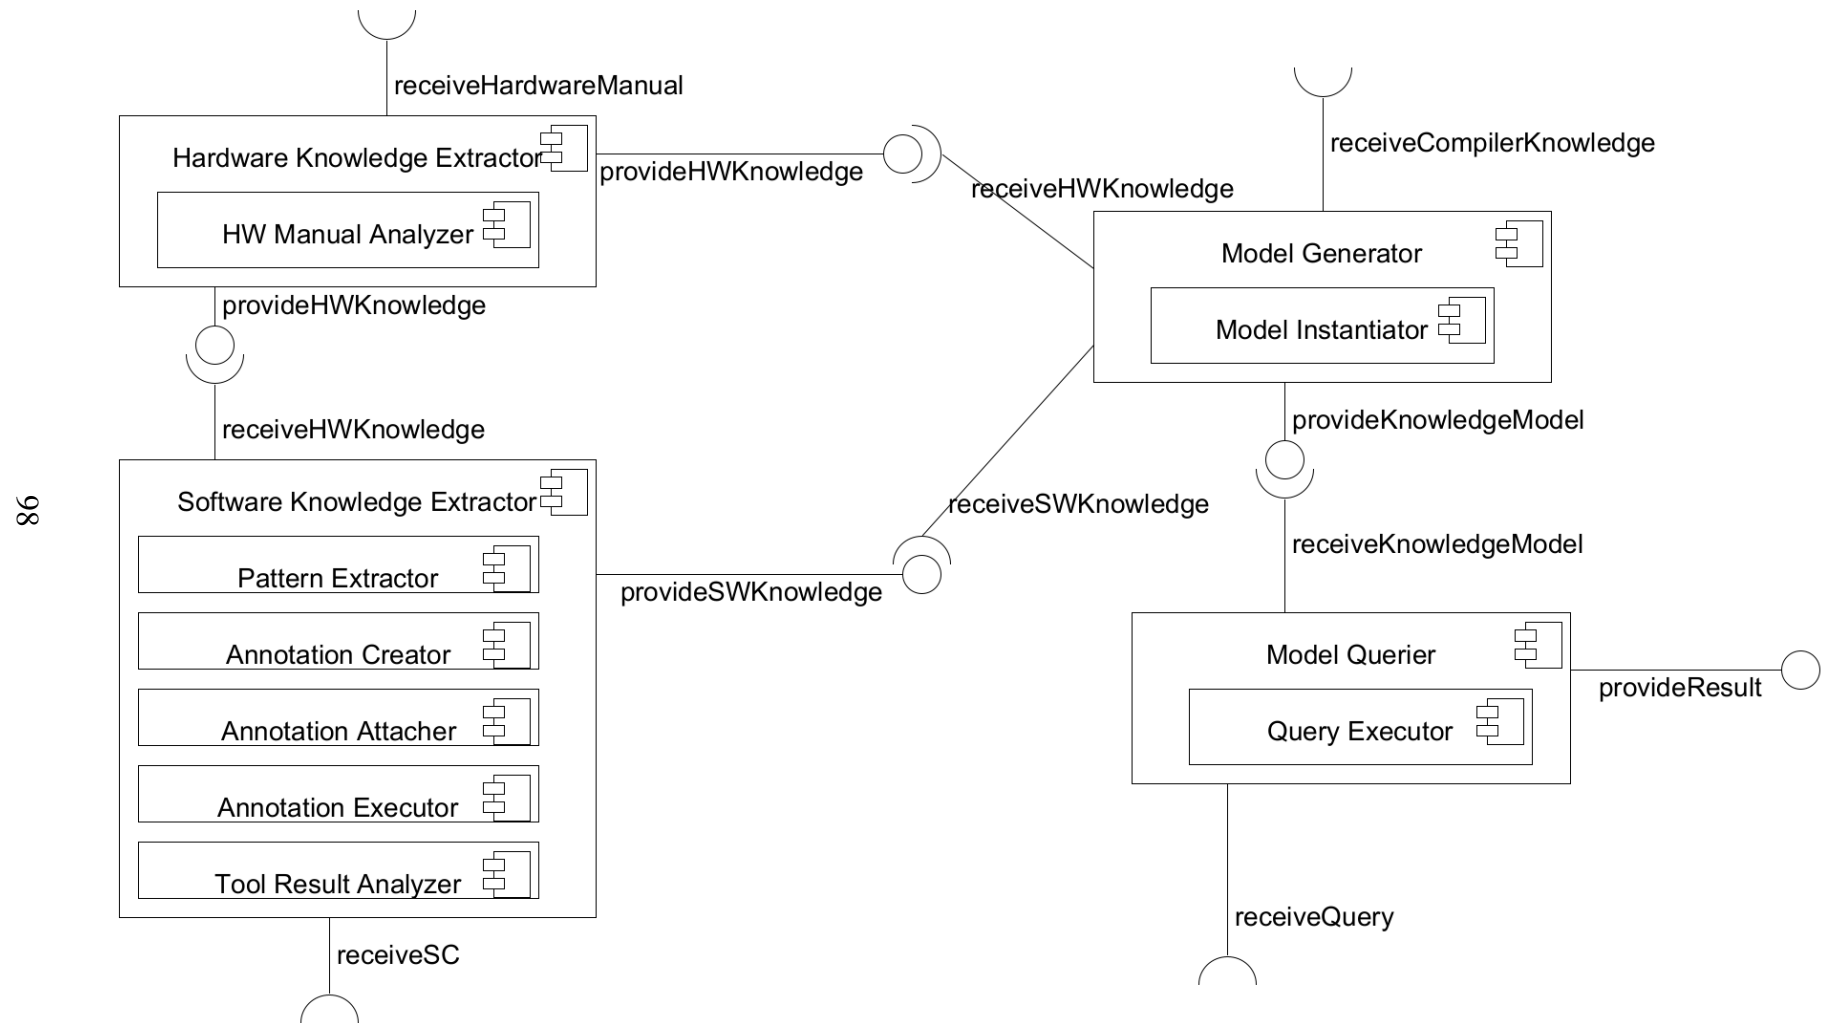 receiveHardwareManual
Hardware Knowledge Extractor
HW Manual Analyzer
provideHWKnowledge
receiveHWKnowledge
receiveCompilerKnowledge
Model Generator
Model Instantiator
provideHWKnowledge
receiveHWKnowledge
Software Knowledge Extractor
Pattern Extractor
Annotation Creator
Annotation Attacher
Annotation Executor
Tool Result Analyzer
receiveSC
provideSWKnowledge
receiveSWKnowledge
provideKnowledgeModel
receiveKnowledgeModel
Model Querier
Query Executor
provideResult
receiveQuery
98